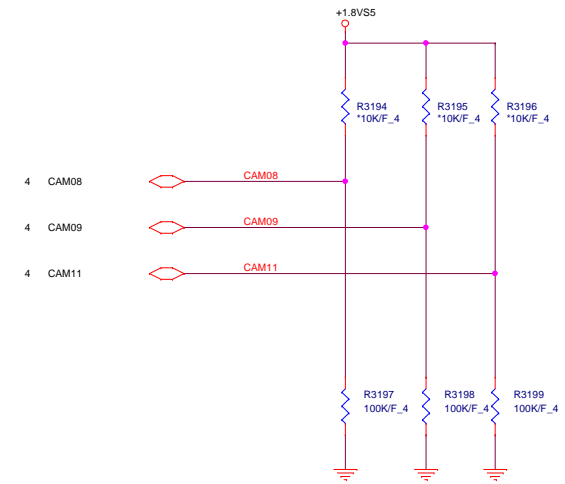 +1.8VS5
R3194 R3195 R3196
*10K/F_4 *10K/F_4 *10K/F_4
4 CAM08 CAM08
4 CAM09 CAM09
4 CAM11 CAM11
R3197 R3198 R3199
100K/F_4 100K/F_4 100K/F_4